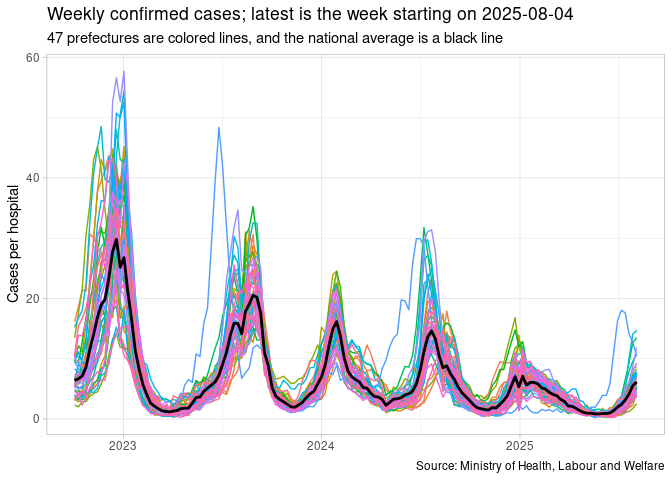 Weekly confirmed cases; latest is the week starting on 2025-08-04
47 prefectures are colored lines, and the national average is a black line
Cases per hospital
60
40
20
0
2023
2024
2025
Source: Ministry of Health, Labour and Welfare